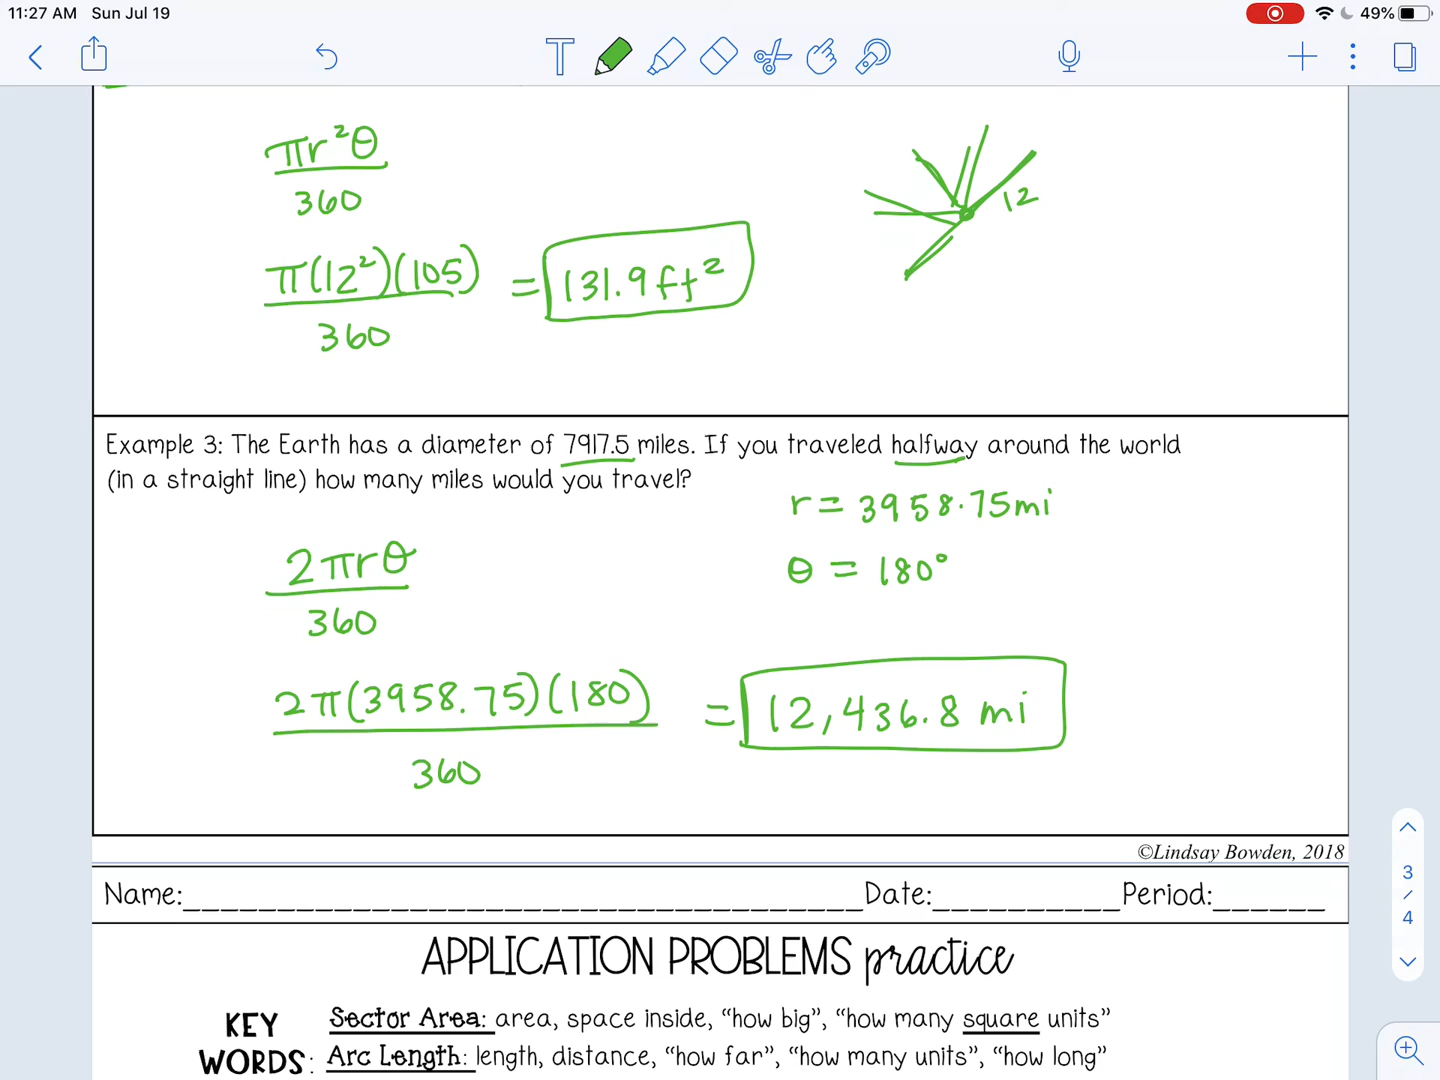 11:27 AM Sun Jul 19 49%
πr²θ
360
12
π(12²)(105)
360
= 131.9 ft²
Example 3: The Earth has a diameter of 7917.5 miles. If you traveled halfway around the world
(in a straight line) how many miles would you travel?
r = 3958.75mi
θ = 180°
2πrθ
360
2π(3958.75)(180)
360
= 12,436.8 mi
©Lindsay Bowden, 2018
3 / 4
Name:____________________________________Date:__________Period:______
APPLICATION PROBLEMS practice
KEY WORDS:
Sector Area: area, space inside, “how big”, “how many square units”
Arc Length: length, distance, “how far”, “how many units”, “how long”